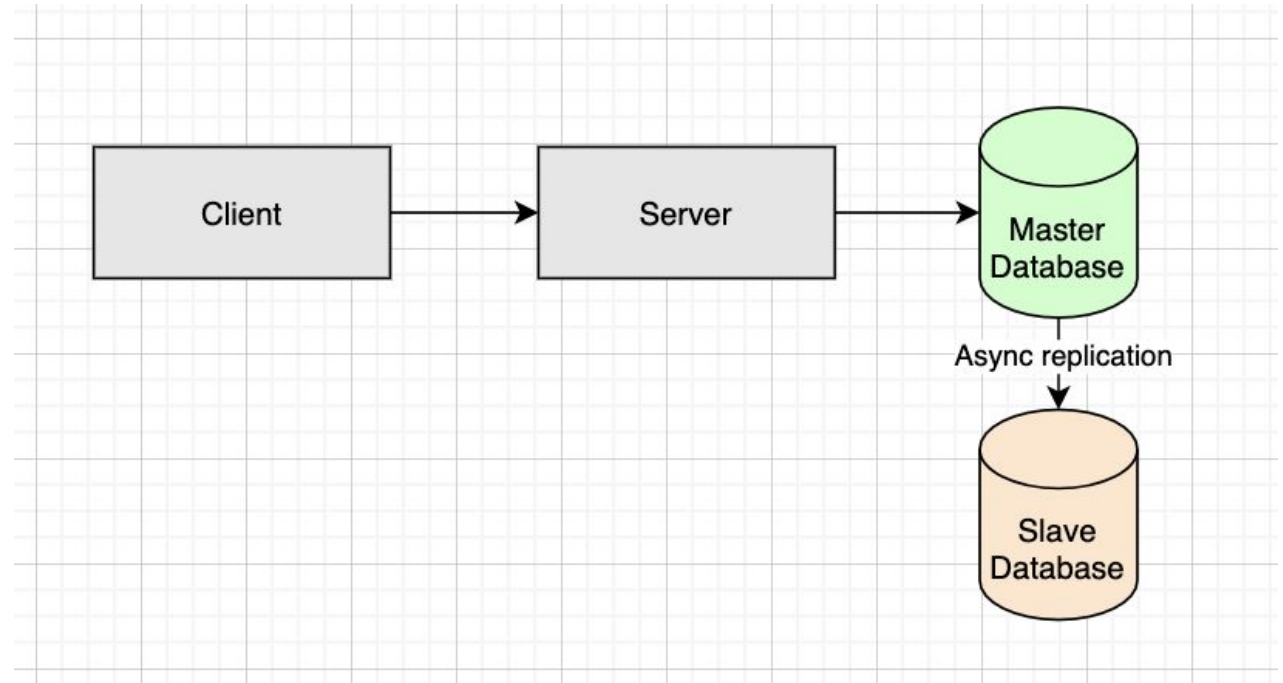 Client
Server
Master
Database
Async replication
Slave
Database